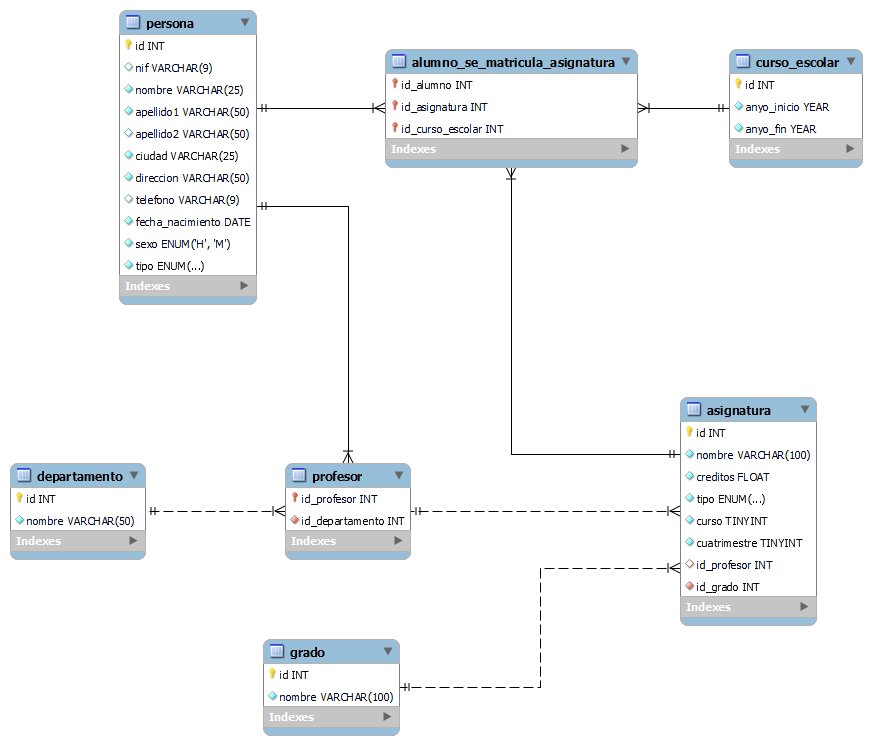 persona
id INT
nif VARCHAR(9)
nombre VARCHAR(25)
apellido1 VARCHAR(50)
apellido2 VARCHAR(50)
ciudad VARCHAR(25)
direccion VARCHAR(50)
telefono VARCHAR(9)
fecha_nacimiento DATE
sexo ENUM('H', 'M')
tipo ENUM(...)
Indexes
alumno_se_matricula_asignatura
id_alumno INT
id_asignatura INT
id_curso_escolar INT
Indexes
curso_escolar
id INT
anyo_inicio YEAR
anyo_fin YEAR
Indexes
departamento
id INT
nombre VARCHAR(50)
Indexes
profesor
id_profesor INT
id_departamento INT
Indexes
asignatura
id INT
nombre VARCHAR(100)
creditos FLOAT
tipo ENUM(...)
curso TINYINT
cuatrimestre TINYINT
id_profesor INT
id_grado INT
Indexes
grado
id INT
nombre VARCHAR(100)
Indexes